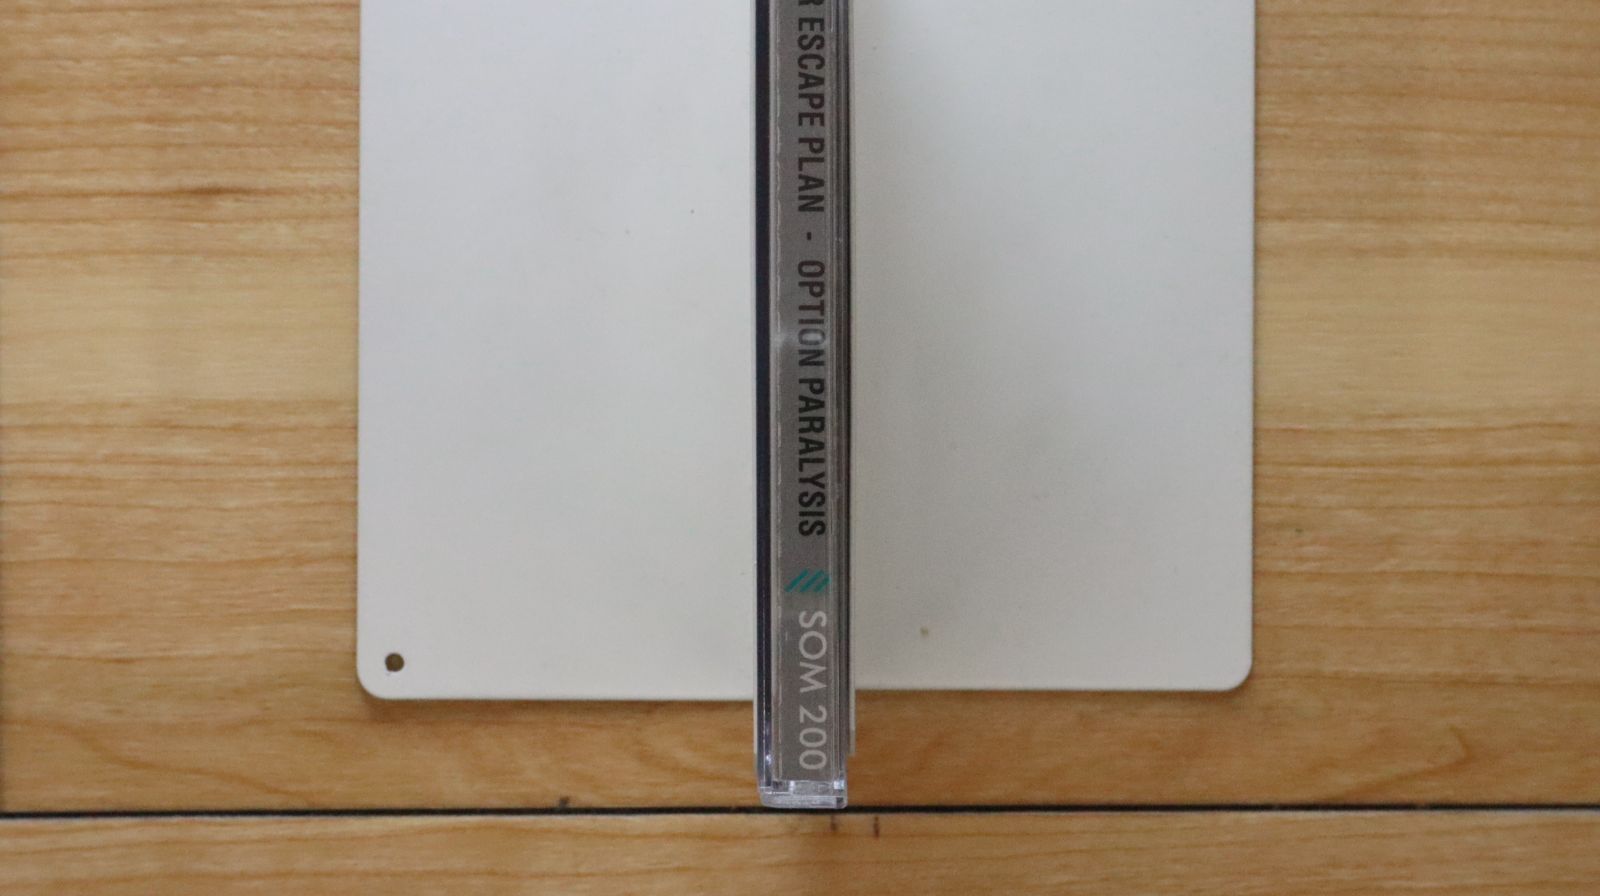 R ESCAPE PLAN - OPTION PARALYSIS SOM 200